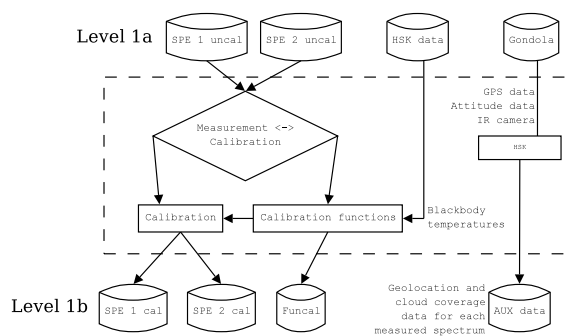 Level 1a
SPE 1 uncal
SPE 2 uncal
HSK data
Gondola
GPS data
Attitude data
IR camera
Measurement <->
Calibration
HSK
Calibration
Calibration functions
Blackbody
temperatures
Level 1b
SPE 1 cal
SPE 2 cal
Funcal
Geolocation and
cloud coverage
data for each
measured spectrum
AUX data